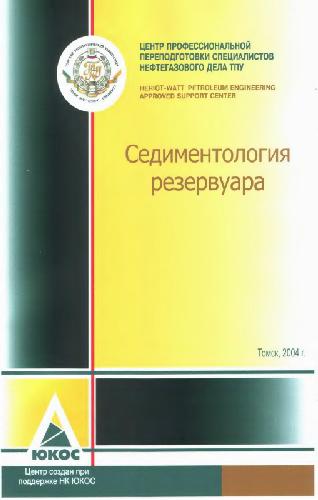 ЦЕНТР ПРОФЕССИОНАЛЬНОЙ
ПЕРЕПОДГОТОВКИ СПЕЦИАЛИСТОВ
НЕФТЕГАЗОВОГО ДЕЛА ТПУ
HERIOT-WATT PETROLEUM ENGINEERING
APPROVED SUPPORT CENTER
Седиментология
резервуара
Томск, 2004 г.
ЮКОС
Центр создан при
поддержке НК ЮКОС